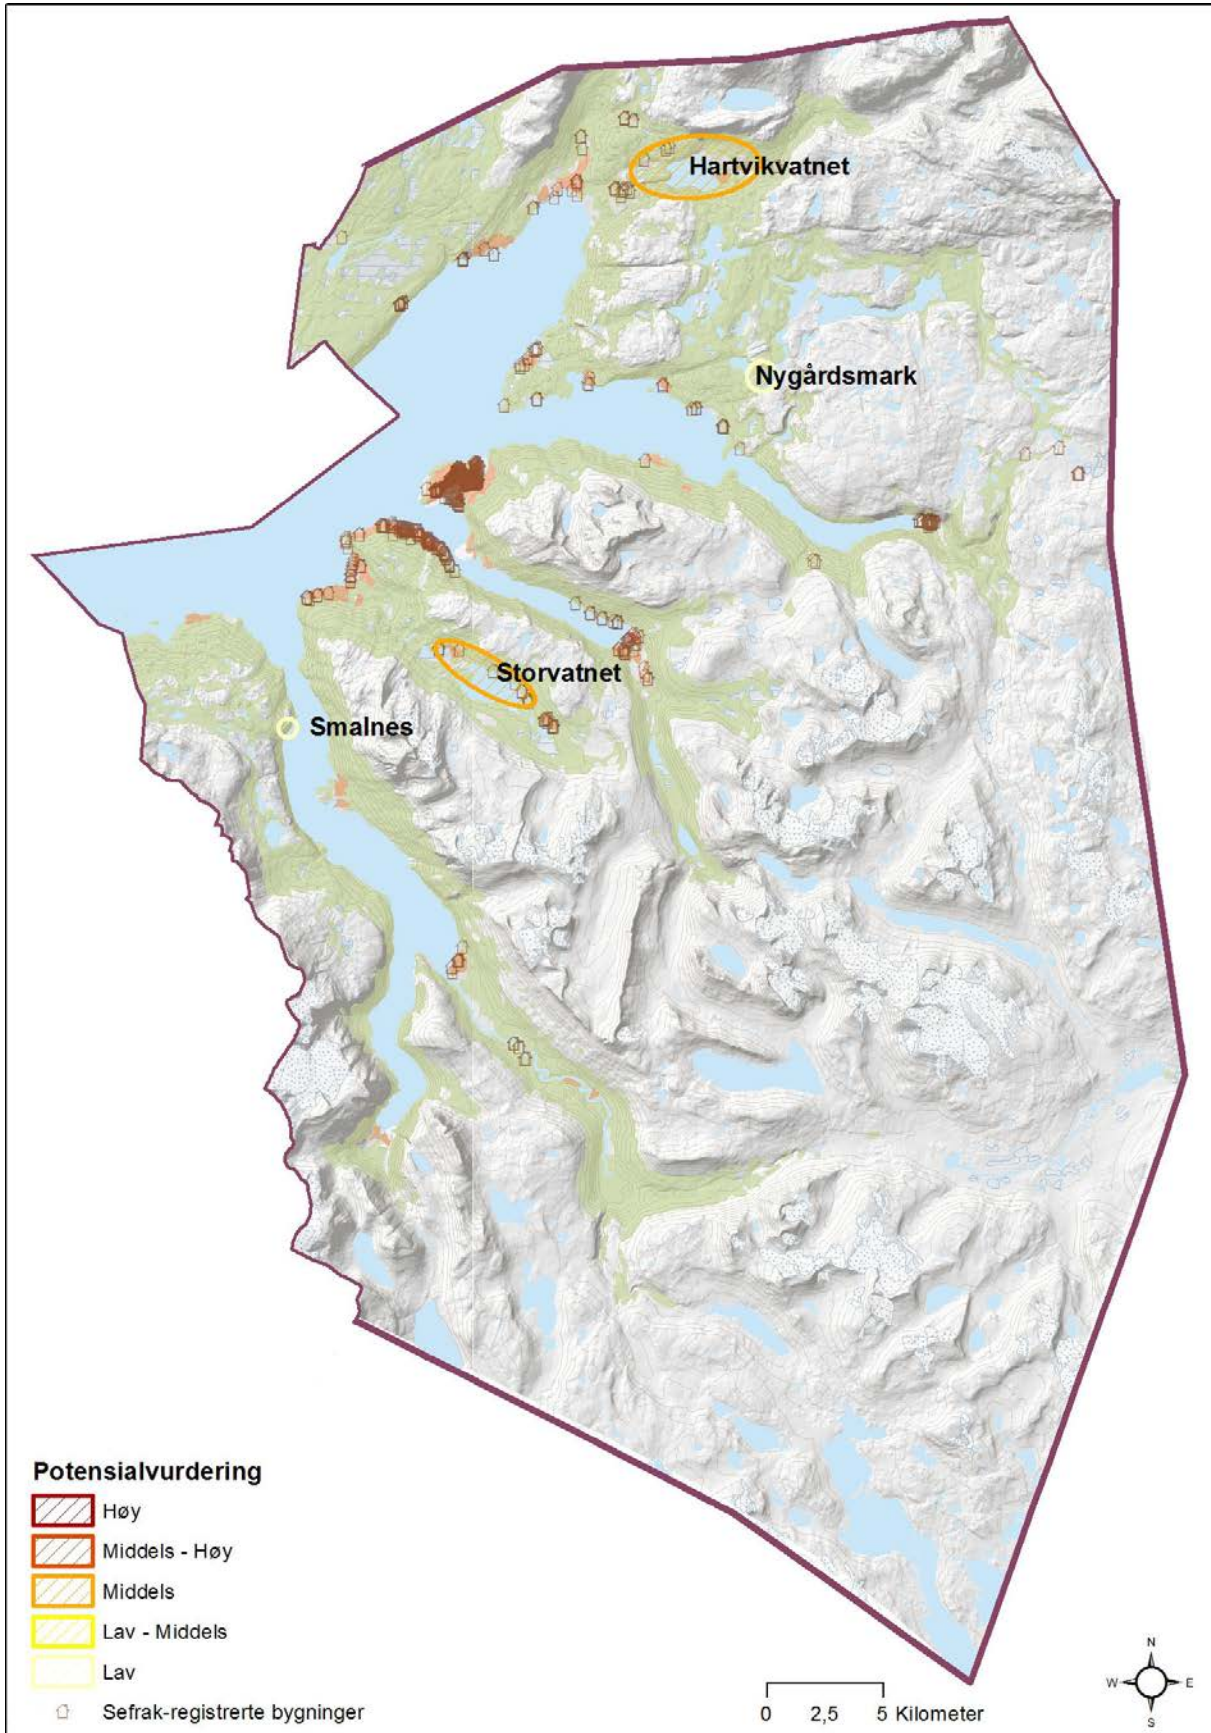 Hartvikvatnet
Nygårdsmark
Storvatnet
Smalnes
Potensialvurdering
Høy
Middels - Høy
Middels
Lav - Middels
Lav
Sefrak-registrerte bygninger
0 2,5 5 Kilometer
N
W E
S